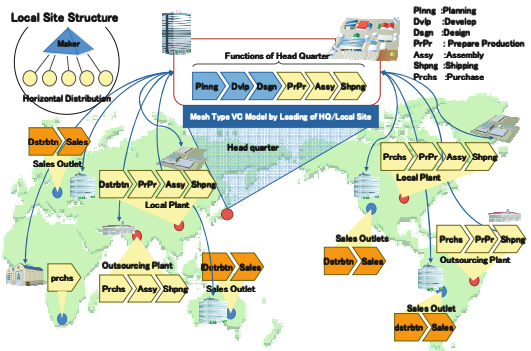 Local Site Structure
Maker
Horizontal Distribution
Functions of Head Quarter
Plnng Dvlp Dsgn PrPr Assy Shpng
Mesh Type VC Model by Leading of HQ/Local Site
Head quarter
Plnng :Planning
Dvlp :Develop
Dsgn :Design
PrPr : Prepare Production
Assy :Assembly
Shpng :Shipping
Prchs :Purchase
Dstrbtn Sales
Sales Outlet
Dstrbtn PrPr Assy Shpng
Local Plant
Prchs PrPr Assy Shpng
Local Plant
prchs
Outsourcing Plant
Prchs Assy Shpng
Dstrbtn Sales
Sales Outlet
Sales Outlets
Dstrbtn Sales
Prchs PrPr Shpng
Outsourcing Plant
Sales Outlet
dstrbtn Sales